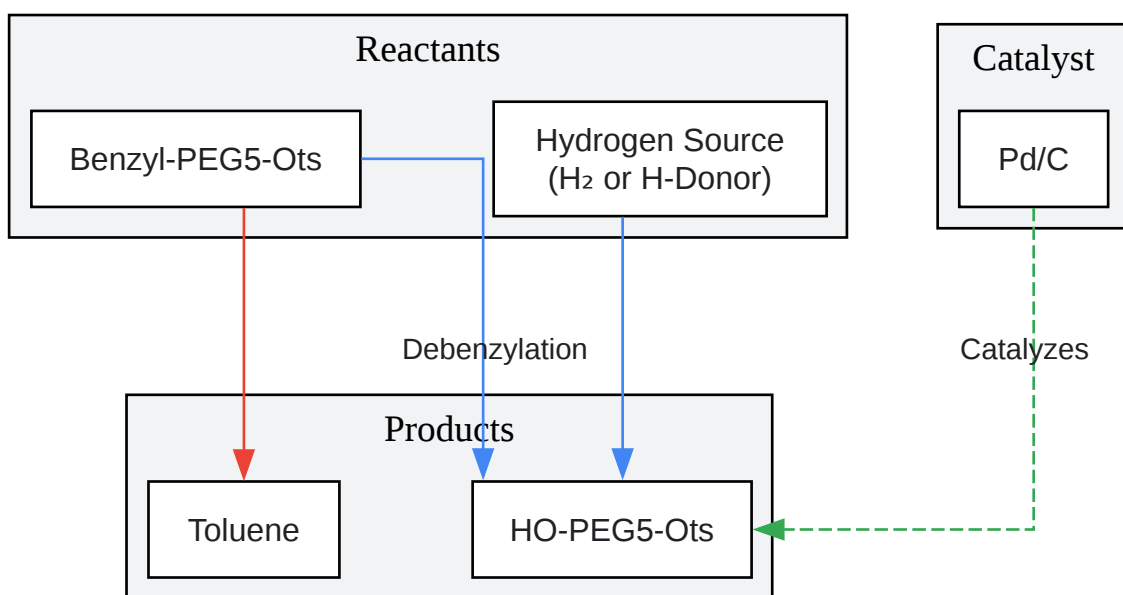 Reactants
Catalyst
Benzyl-PEG5-Ots
Hydrogen Source
(H₂ or H-Donor)
Pd/C
Debenzylation
Catalyzes
Products
Toluene
HO-PEG5-Ots